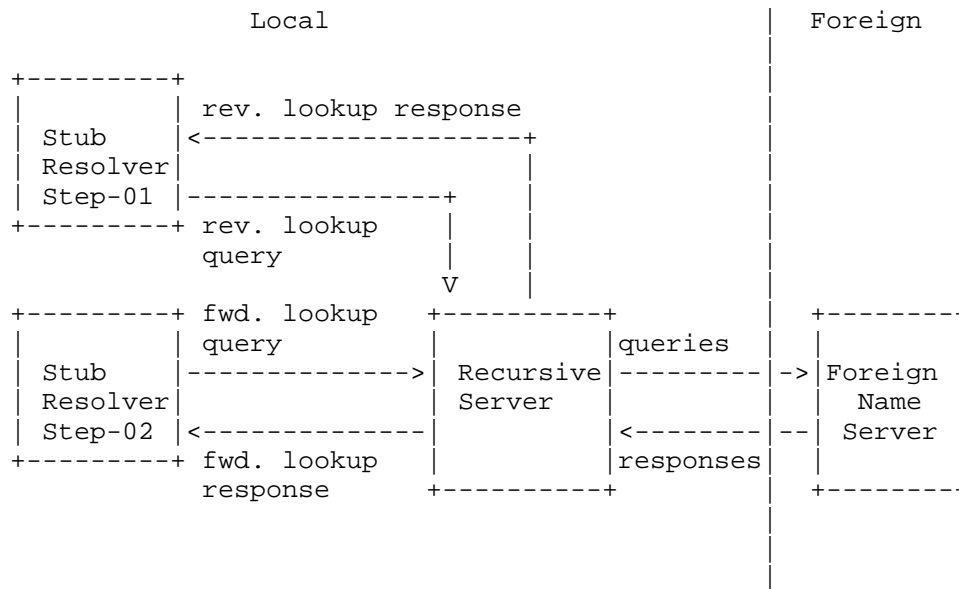 Local Foreign
rev. lookup response
Stub
Resolver
Step-01
rev. lookup
query
fwd. lookup
query queries
Stub Recursive Foreign
Resolver Server Name
Step-02 Server
fwd. lookup responses
response